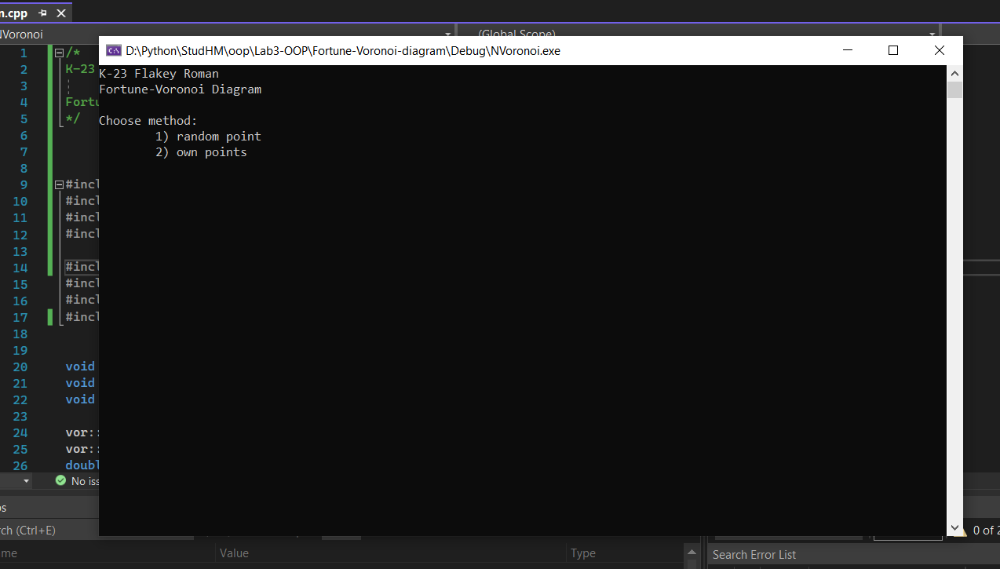 n.cpp
NVoronoi
(Global Scope)
D:\Python\StudHM\oop\Lab3-OOP\Fortune-Voronoi-diagram\Debug\NVoronoi.exe
K-23 Flakey Roman
Fortune-Voronoi Diagram
Choose method:
1) random point
2) own points
1 /*
2 K-23
3
4 Fortu
5 */
6
7
8
9 #incl
10 #incl
11 #incl
12 #incl
13
14 #incl
15 #incl
16 #incl
17 #incl
18
19
20 void
21 void
22 void
23
24 vor::
25 vor::
26 doubl
No iss
rch (Ctrl+E)
0 of 2
me Value Type
Search Error List